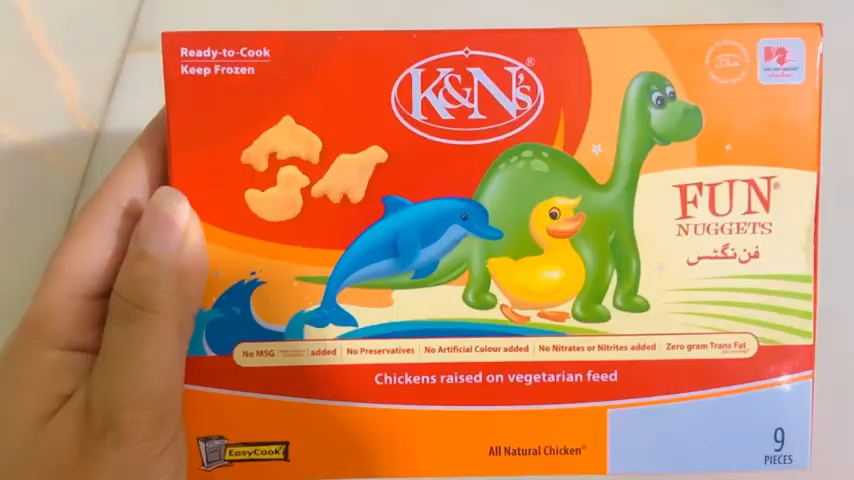 Ready-to-Cook
Keep Frozen
K&N's®
حلال
FUN®
NUGGETS
فن نگٹس
No MSG added
No Preservatives
No Artificial Colour added
No Nitrates or Nitrites added
Zero gram Trans Fat
Chickens raised on vegetarian feed
EasyCook
All Natural Chicken®
9
PIECES